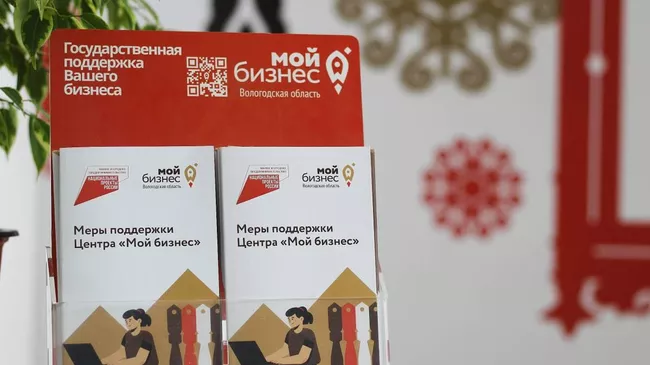 Государственная
поддержка
Вашего
бизнеса
мой
бизнес
Вологодская область
НАЦИОНАЛЬНЫЕ
ПРОЕКТЫ
РОССИИ
мой
бизнес
Вологодская область
Меры поддержки
Центра «Мой бизнес»
НАЦИОНАЛЬНЫЕ
ПРОЕКТЫ
РОССИИ
мой
бизнес
Вологодская область
Меры поддержки
Центра «Мой бизнес»